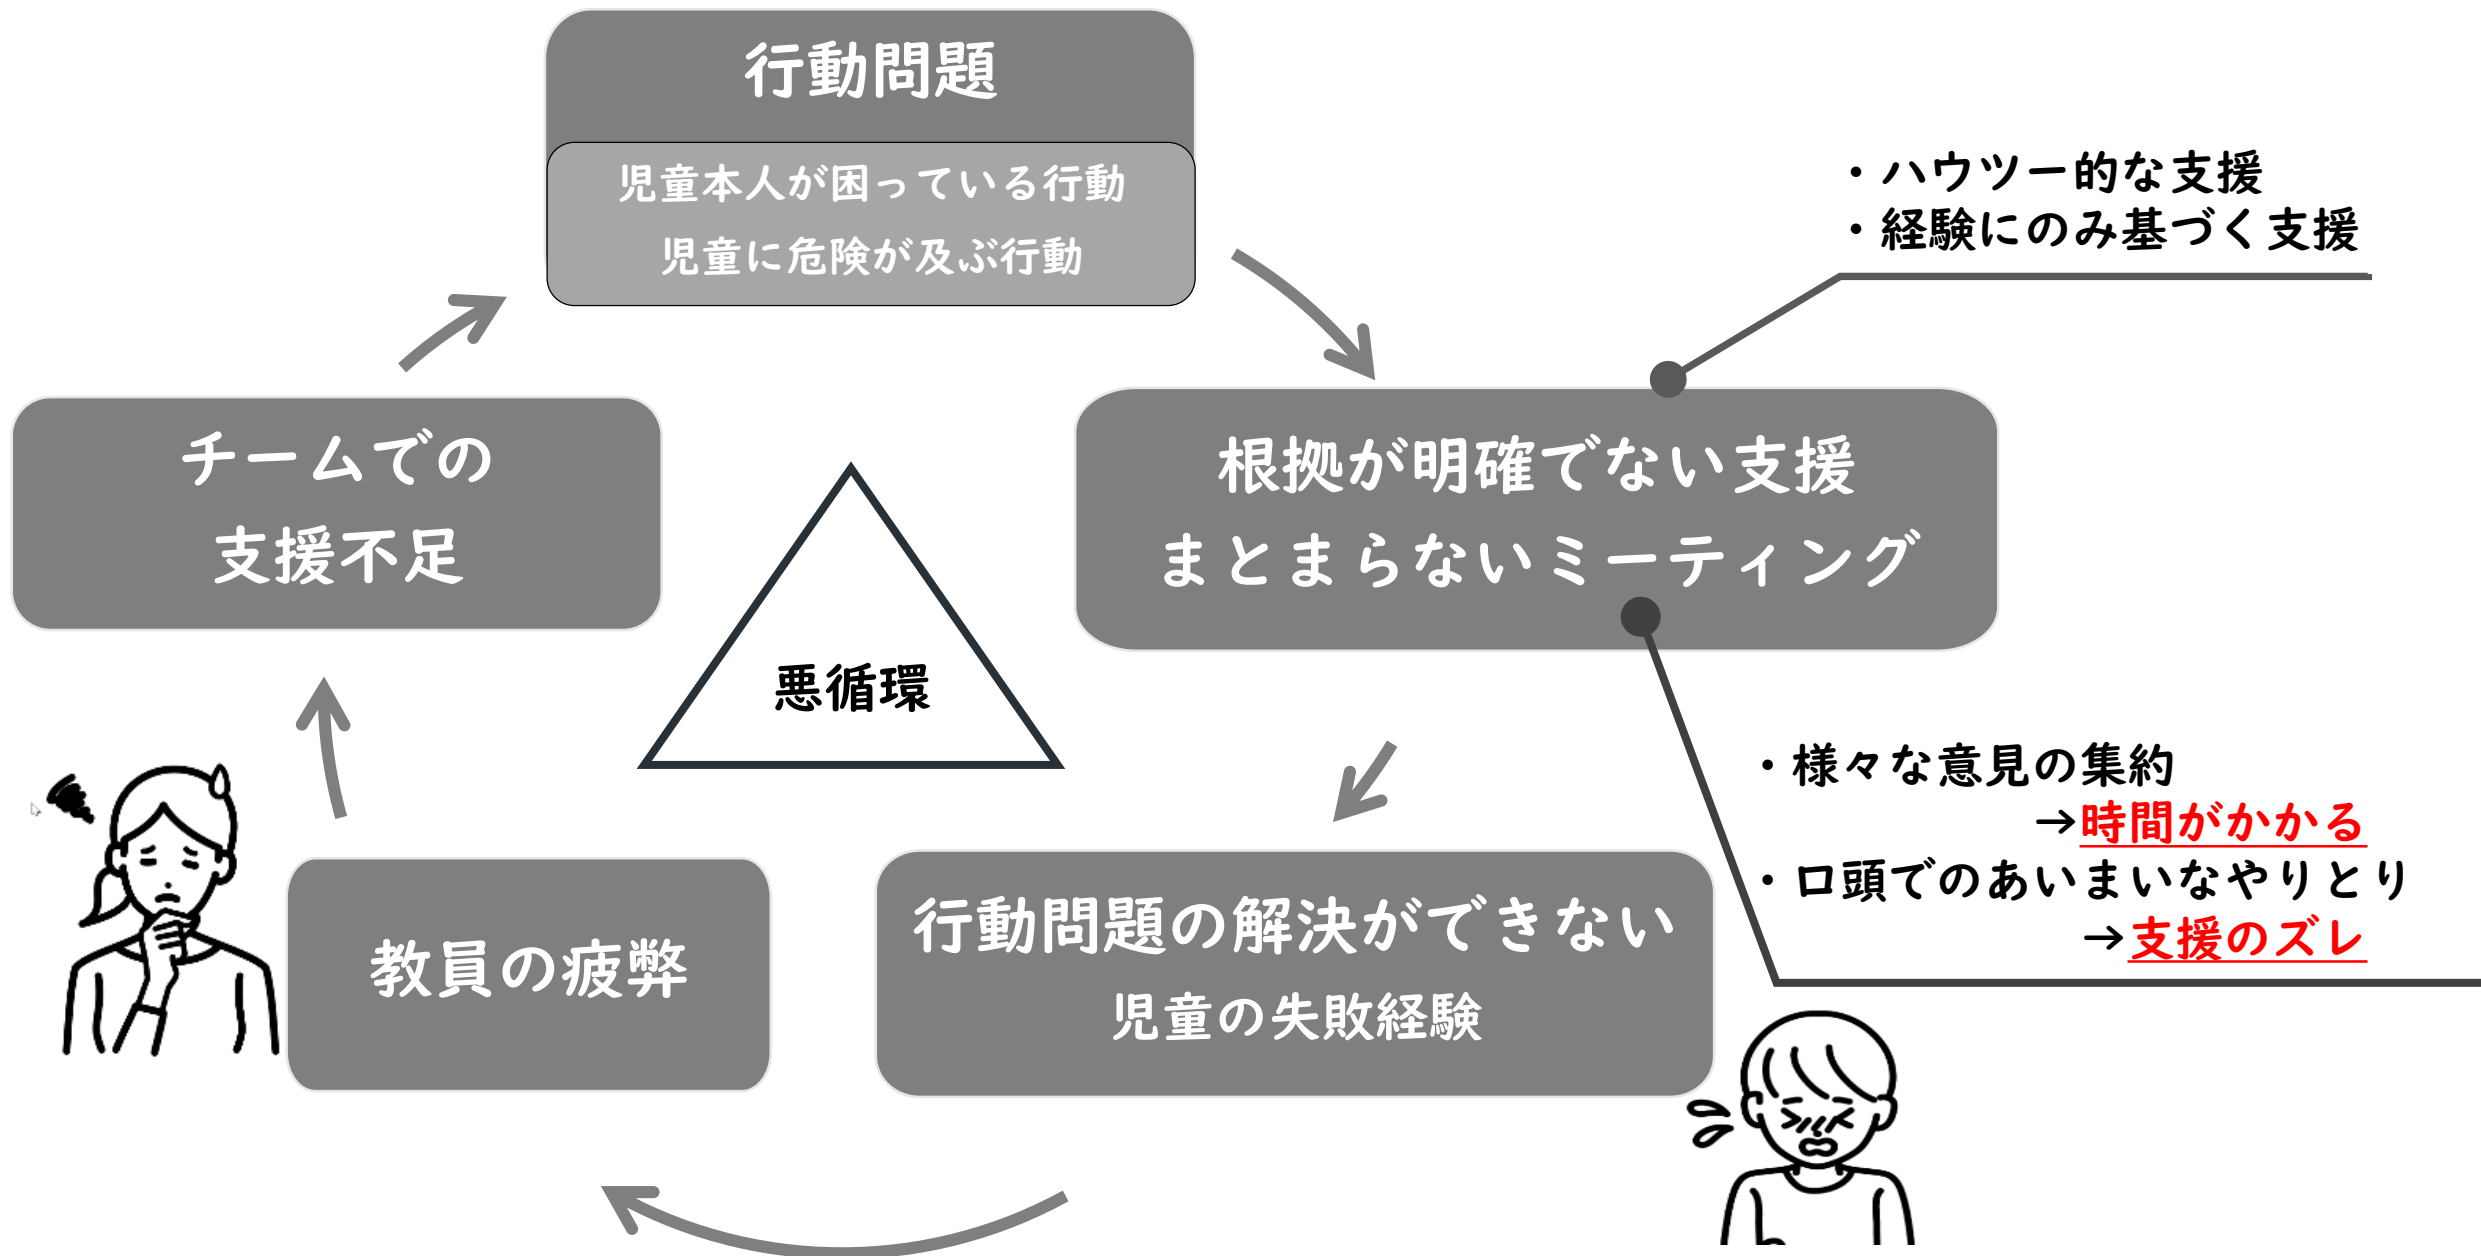 行動問題
児童本人が困っている行動
児童に危険が及ぶ行動
・ハウツー的な支援
・経験にのみ基づく支援
チームでの
支援不足
根拠が明確でない支援
まとまらないミーティング
悪循環
・様々な意見の集約
→時間がかかる
・口頭でのあいまいなやりとり
→支援のズレ
教員の疲弊
行動問題の解決ができない
児童の失敗経験